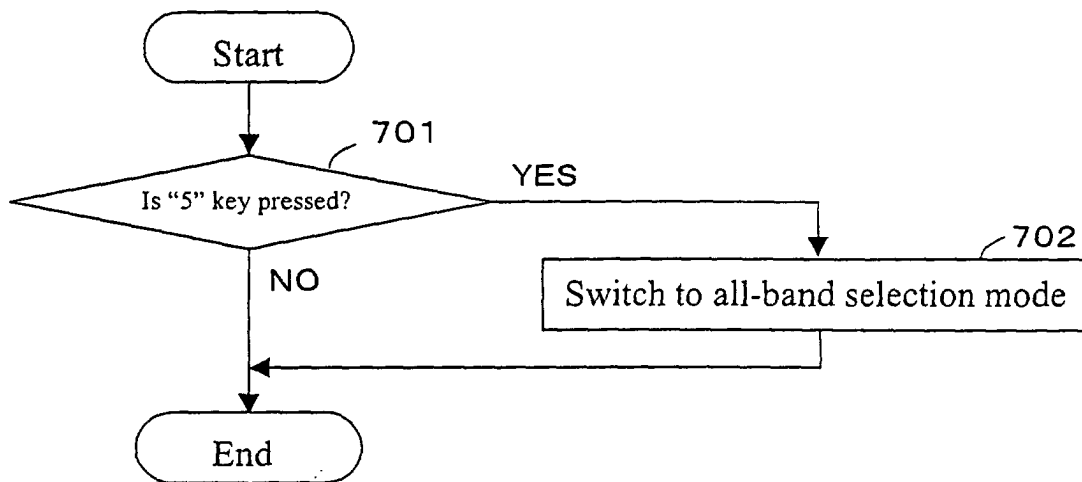 Start
701
Is “5” key pressed?
YES
702
NO
Switch to all-band selection mode
End